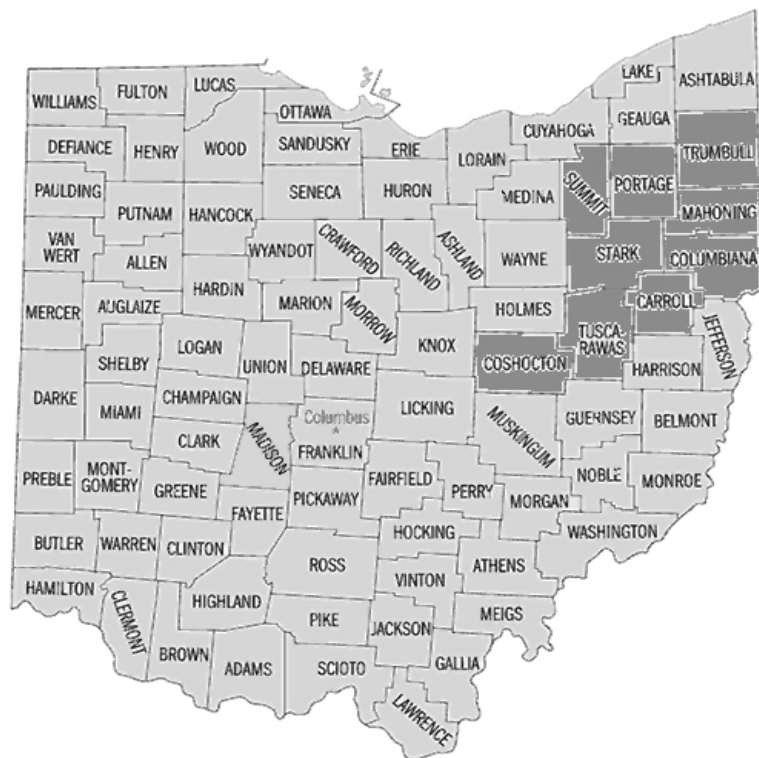 LAKE
ASHTABULA
LUCAS
FULTON
WILLIAMS
OTTAWA
GEAUGA
CUYAHOGA
SANDUSKY
ERIE
DEFIANCE
HENRY
WOOD
LORAIN
TRUMBULL
SUMMIT
PORTAGE
PAULDING
SENECA
HURON
MEDINA
PUTNAM
HANCOCK
MAHONING
VAN
WERT
WYANDOT
CRAWFORD
RICHLAND
ASHLAND
WAYNE
STARK
COLUMBIANA
ALLEN
HARDIN
MERCER
AUGLAIZE
MARION
MORROW
HOLMES
CARROLL
TUSCA-
RAWAS
JEFFERSON
LOGAN
KNOX
SHELBY
UNION
DELAWARE
COSHOCTON
HARRISON
DARKE
CHAMPAIGN
MIAMI
LICKING
Columbus
MUSKINGUM
GUERNSEY
BELMONT
CLARK
MADISON
FRANKLIN
PREBLE
MONT-
GOMERY
GREENE
PICKAWAY
FAIRFIELD
PERRY
NOBLE
MONROE
MORGAN
FAYETTE
HOCKING
WASHINGTON
BUTLER
WARREN
CLINTON
ROSS
ATHENS
VINTON
HAMILTON
CLERMONT
HIGHLAND
PIKE
JACKSON
MEIGS
BROWN
ADAMS
SCIOTO
GALLIA
LAWRENCE